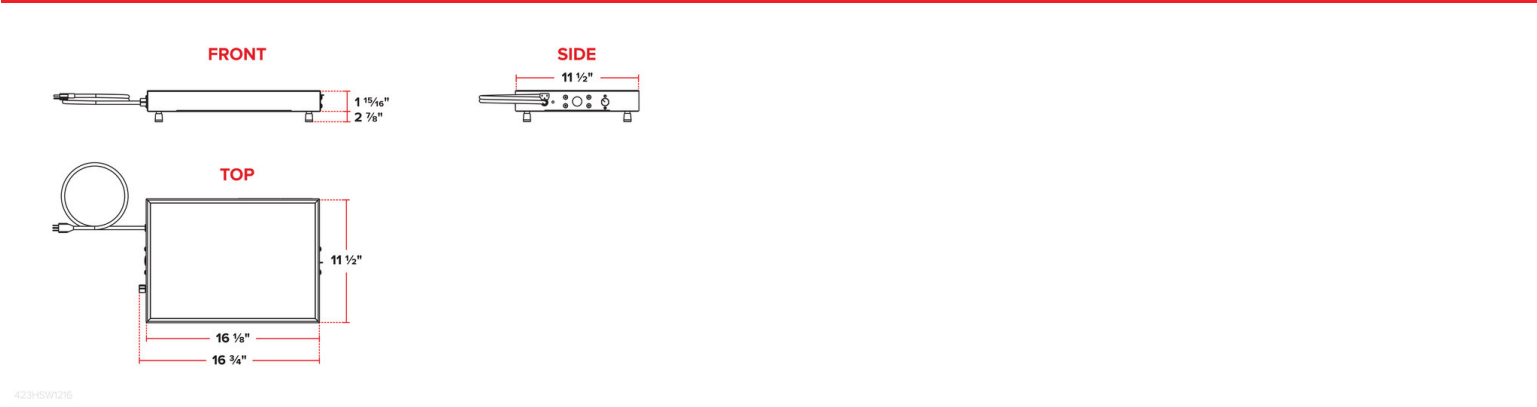 FRONT
SIDE
11 ½"
1 ¹⁵⁄₁₆"
2 ⅞"
TOP
11 ½"
16 ⅛"
16 ¾"
423HSW1216